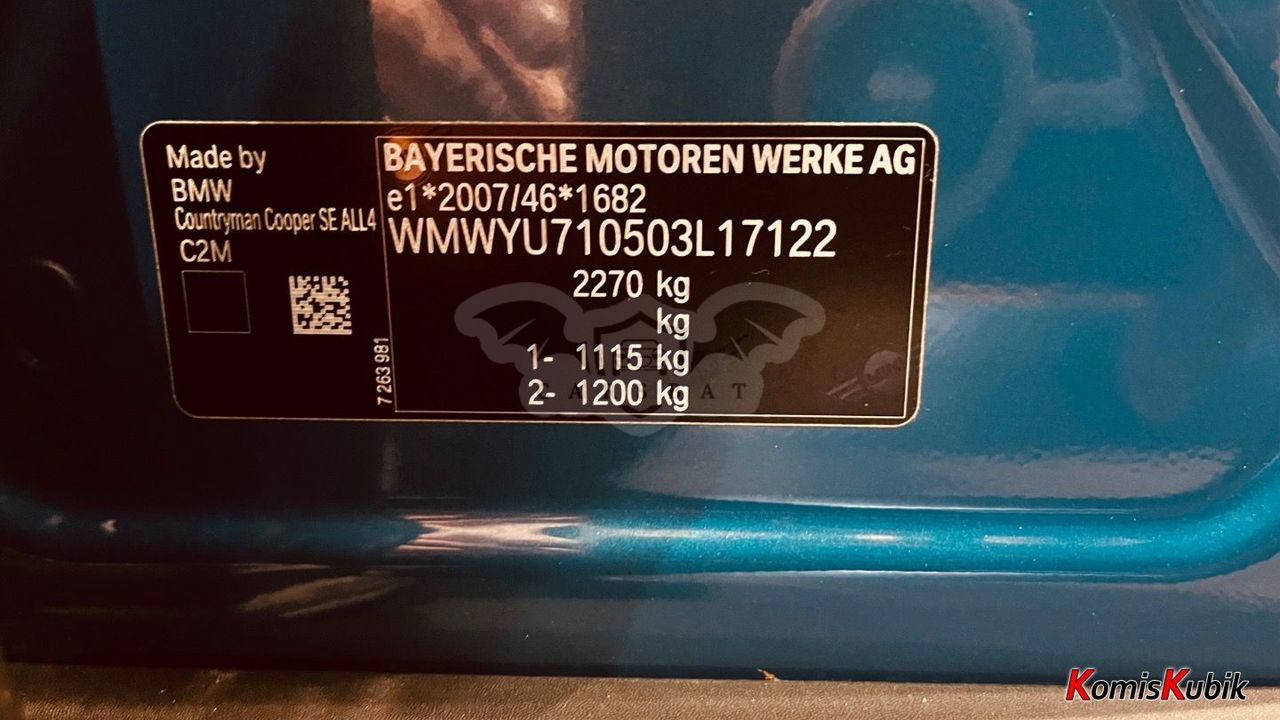 Made by
BMW
Countryman Cooper SE ALL4
C2M
7 263 981
BAYERISCHE MOTOREN WERKE AG
e1*2007/46*1682
WMWYU710503L17122
2270 kg
kg
1- 1115 kg
2- 1200 kg
KomisKubik